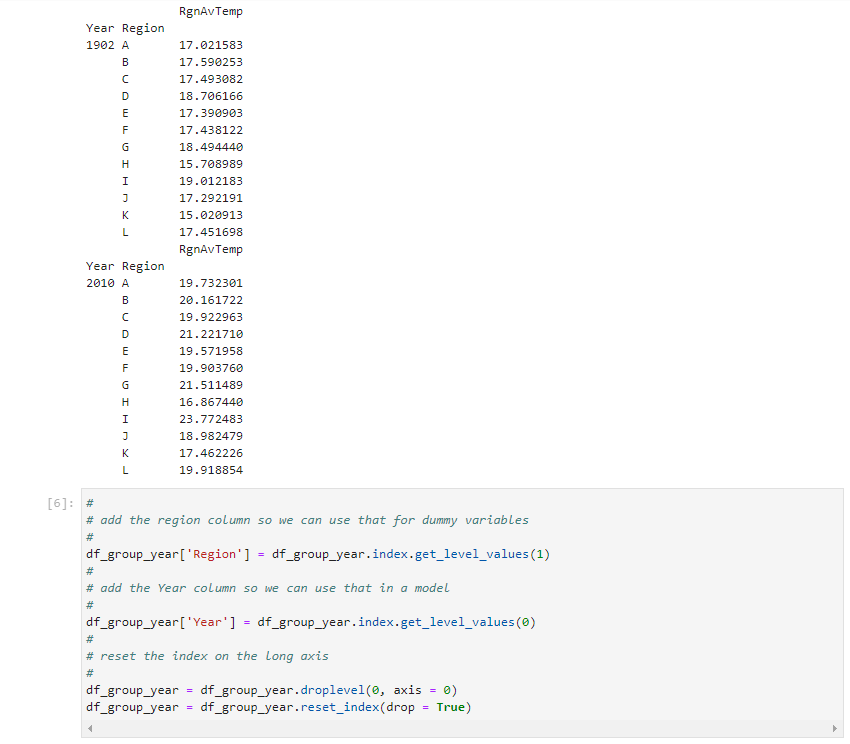 RgnAvTemp
Year Region
1902 A 17.021583
B 17.590253
C 17.493082
D 18.706166
E 17.390903
F 17.438122
G 18.494440
H 15.708989
I 19.012183
J 17.292191
K 15.020913
L 17.451698
RgnAvTemp
Year Region
2010 A 19.732301
B 20.161722
C 19.922963
D 21.221710
E 19.571958
F 19.903760
G 21.511489
H 16.867440
I 23.772483
J 18.982479
K 17.462226
L 19.918854
[6]: #
# add the region column so we can use that for dummy variables
#
df_group_year['Region'] = df_group_year.index.get_level_values(1)
#
# add the Year column so we can use that in a model
#
df_group_year['Year'] = df_group_year.index.get_level_values(0)
#
# reset the index on the long axis
#
df_group_year = df_group_year.droplevel(0, axis = 0)
df_group_year = df_group_year.reset_index(drop = True)